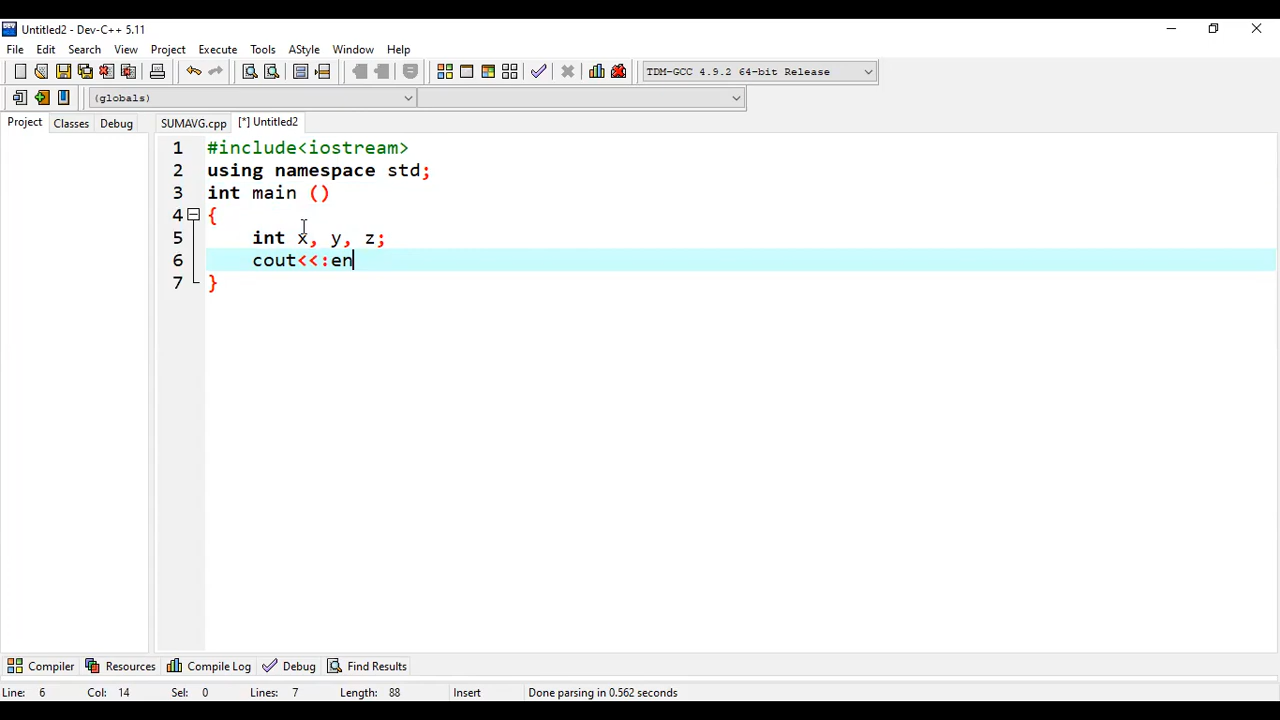 Untitled2 - Dev-C++ 5.11
File Edit Search View Project Execute Tools AStyle Window Help
TDM-GCC 4.9.2 64-bit Release
(globals)
Project Classes Debug SUMAVG.cpp [*] Untitled2
1 #include<iostream>
2 using namespace std;
3 int main ()
4 {
5 int x, y, z;
6 cout<<:en
7 }
Compiler Resources Compile Log Debug Find Results
Line: 6 Col: 14 Sel: 0 Lines: 7 Length: 88 Insert Done parsing in 0.562 seconds